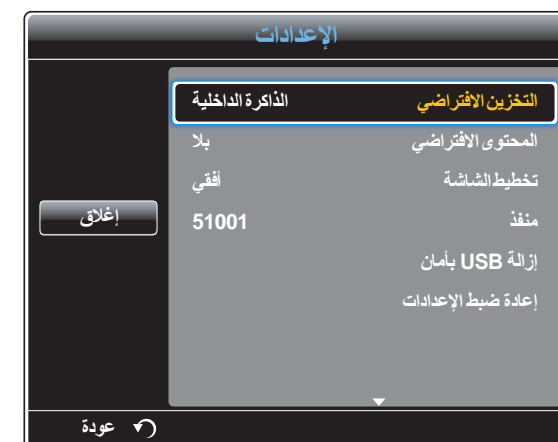 الإعدادات
التخزين الافتراضي الذاكرة الداخلية
المحتوى الافتراضي بلا
تخطيط الشاشة أفقي
منفذ 51001
إزالة USB بأمان
إعادة ضبط الإعدادات
إغلاق
عودة